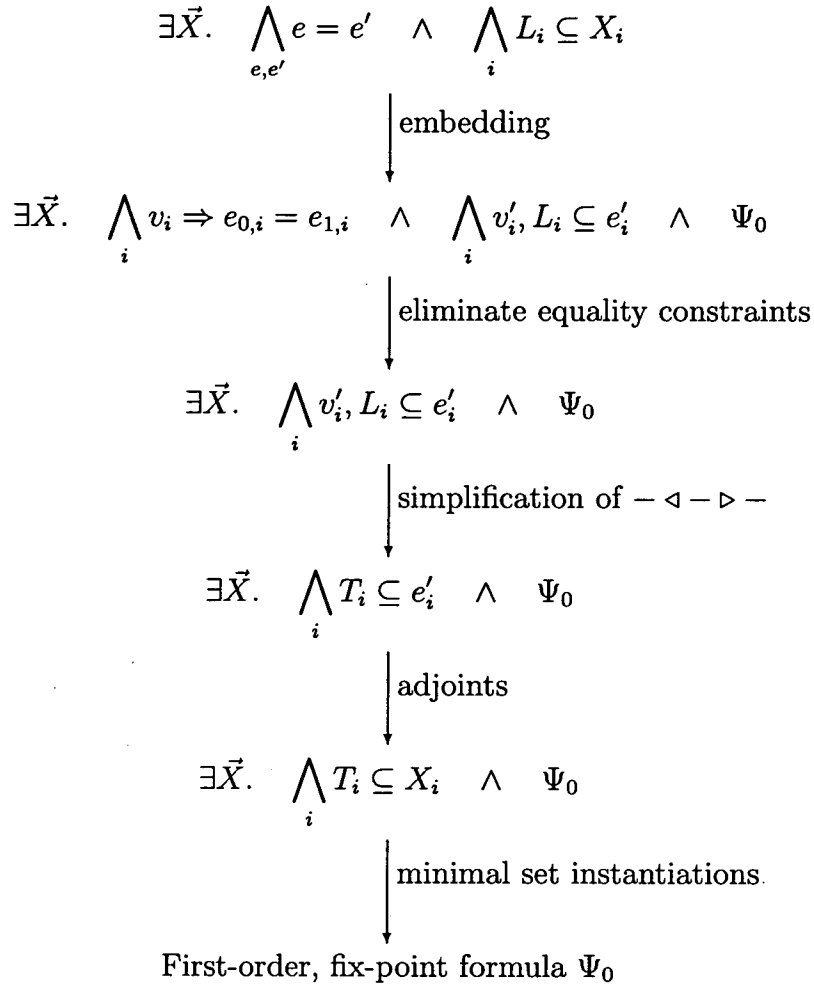 ∃X⃗. ⋀_{e,e′} e = e′ ∧ ⋀_i L_i ⊆ X_i
embedding
∃X⃗. ⋀_i v_i ⇒ e_{0,i} = e_{1,i} ∧ ⋀_i v′_i, L_i ⊆ e′_i ∧ Ψ_0
eliminate equality constraints
∃X⃗. ⋀_i v′_i, L_i ⊆ e′_i ∧ Ψ_0
simplification of − ◃ − ▹ −
∃X⃗. ⋀_i T_i ⊆ e′_i ∧ Ψ_0
adjoints
∃X⃗. ⋀_i T_i ⊆ X_i ∧ Ψ_0
minimal set instantiations
First-order, fix-point formula Ψ_0